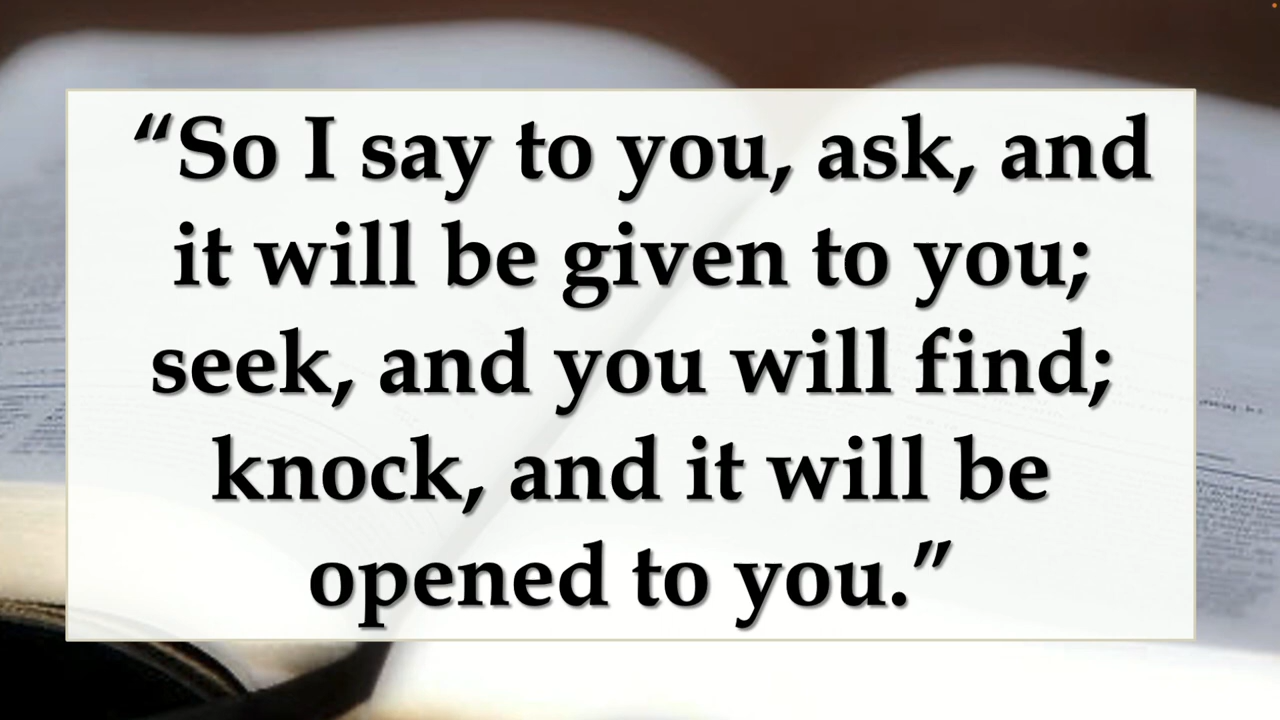 “So I say to you, ask, and
it will be given to you;
seek, and you will find;
knock, and it will be
opened to you.”